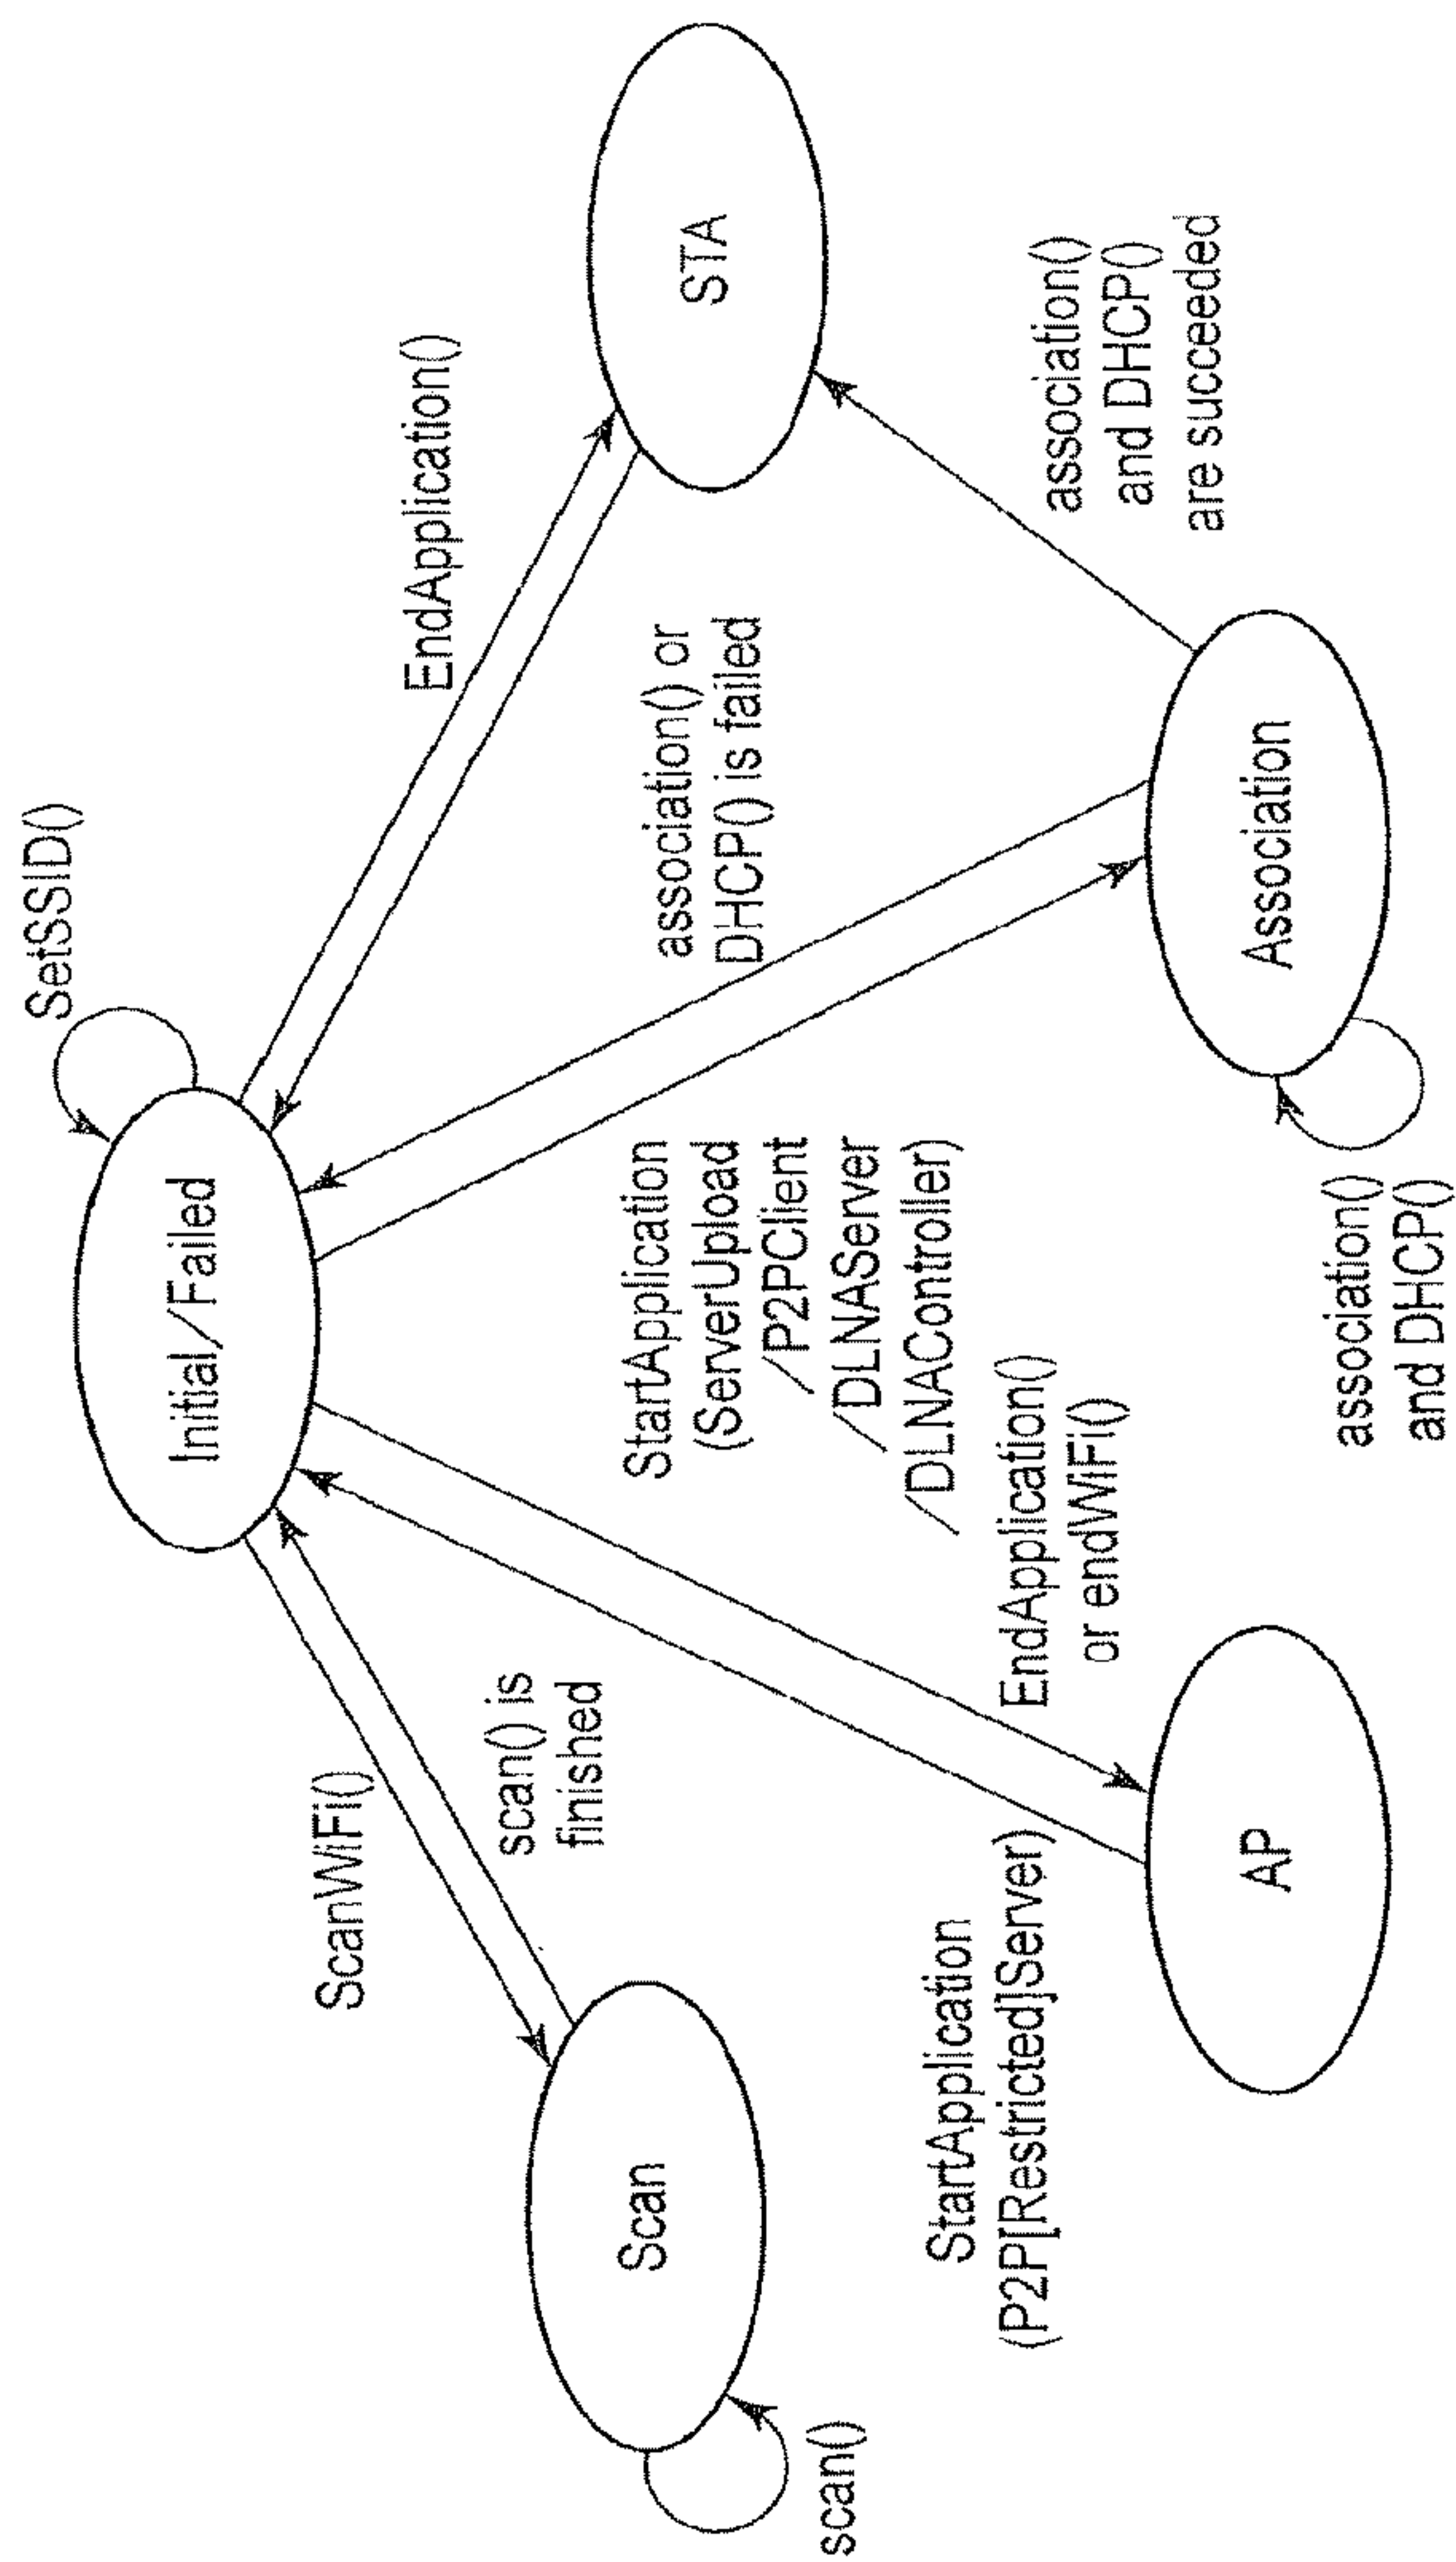 SetSSID()
Initial/Failed
ScanWiFi()
EndApplication()
scan() is
finished
Scan
scan()
STA
association() or
DHCP() is failed
StartApplication
(ServerUpload
/P2PClient
/DLNAServer
/DLNAController)
StartApplication
(P2P[Restricted]Server)
EndApplication()
or endWiFi()
association()
and DHCP()
are succeeded
AP
Association
association()
and DHCP()